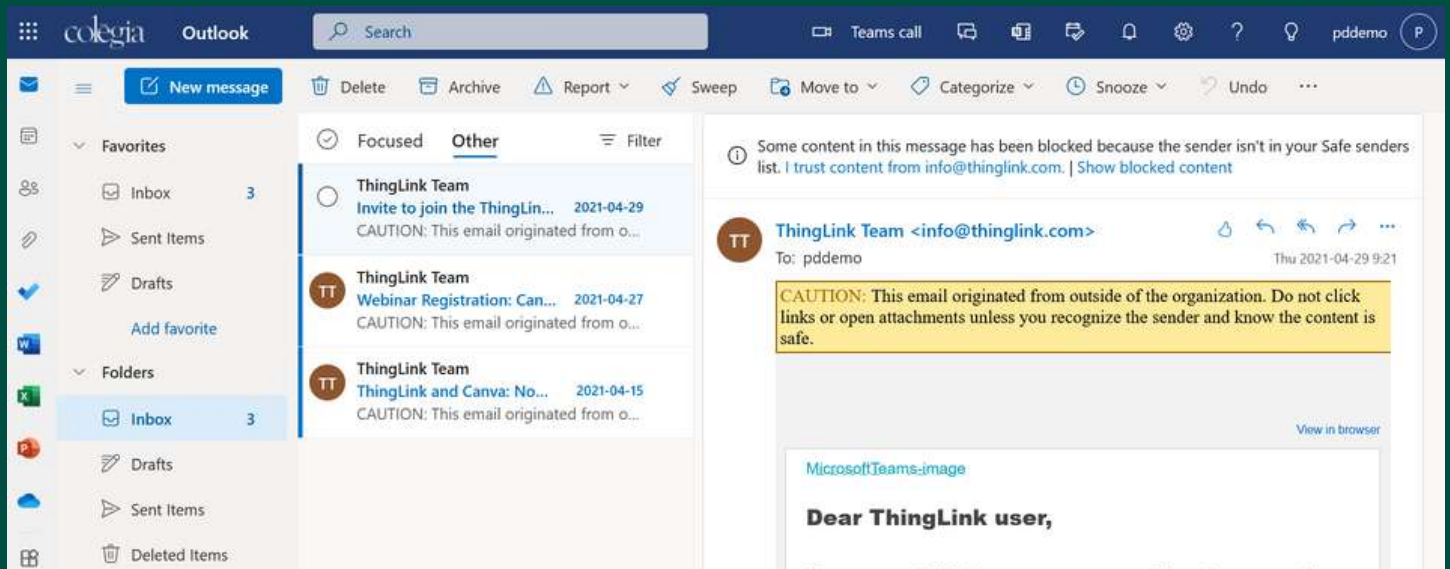 colegia Outlook Search Teams call pddemo P
New message Delete Archive Report Sweep Move to Categorize Snooze Undo
Favorites
Inbox 3
Sent Items
Drafts
Add favorite
Folders
Inbox 3
Drafts
Sent Items
Deleted Items
Focused Other Filter
ThingLink Team
Invite to join the ThingLin... 2021-04-29
CAUTION: This email originated from o...
TT
ThingLink Team
Webinar Registration: Can... 2021-04-27
CAUTION: This email originated from o...
TT
ThingLink Team
ThingLink and Canva: No... 2021-04-15
CAUTION: This email originated from o...
Some content in this message has been blocked because the sender isn't in your Safe senders
list. I trust content from info@thinglink.com. | Show blocked content
TT
ThingLink Team <info@thinglink.com>
To: pddemo Thu 2021-04-29 9:21
CAUTION: This email originated from outside of the organization. Do not click
links or open attachments unless you recognize the sender and know the content is
safe.
View in browser
MicrosoftTeams-image
Dear ThingLink user,